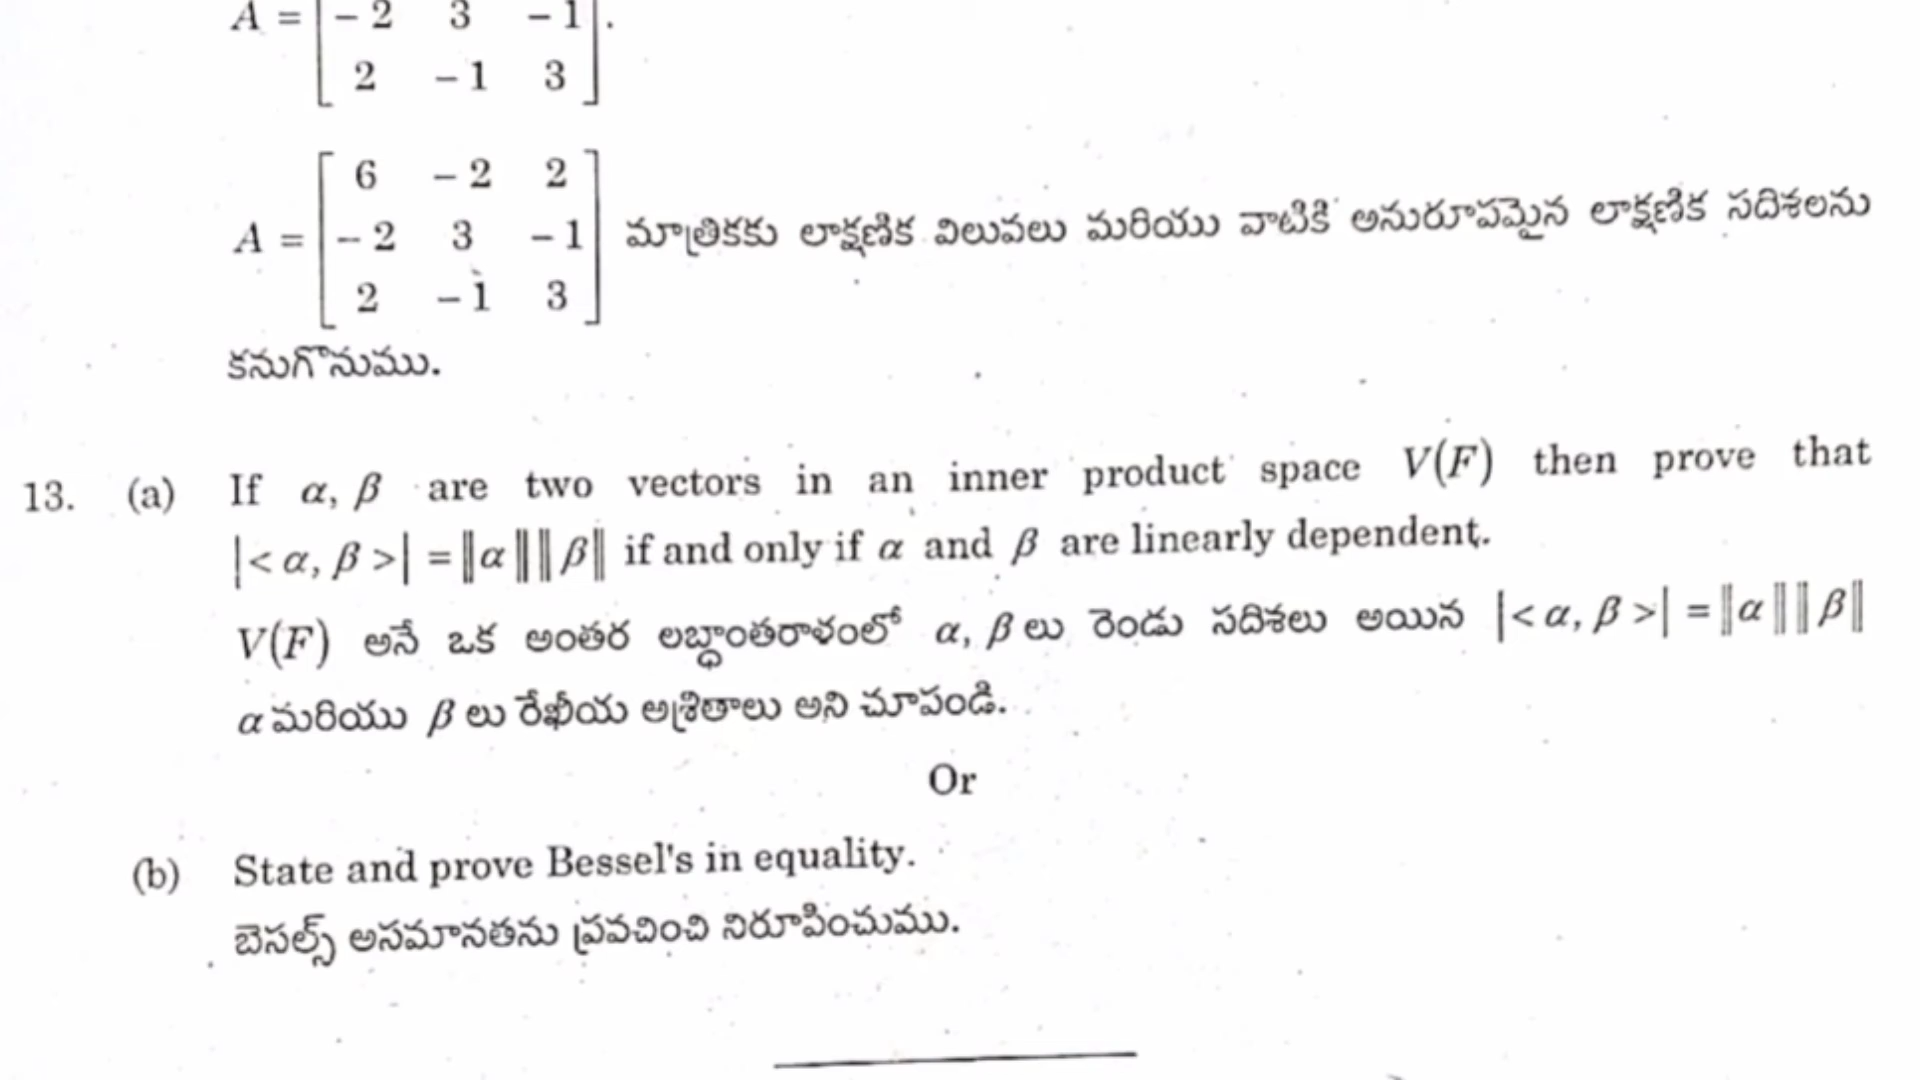 A = [ -2 3 -1
2 -1 3 ] .
6 -2 2
A = [ -2 3 -1 ] మాత్రికకు లాక్షణిక విలువలు మరియు వాటికి అనురూపమైన లాక్షణిక సదిశలను
2 -1 3
కనుగొనుము.
13. (a) If α, β are two vectors in an inner product space V(F) then prove that
|< α, β >| = ||α|| ||β|| if and only if α and β are linearly dependent.
V(F) అనే ఒక అంతర లబ్ధాంతరాళంలో α, β లు రెండు సదిశలు అయిన |< α, β >| = ||α|| ||β||
α మరియు β లు రేఖీయ అశ్రితాలు అని చూపండి.
Or
(b) State and prove Bessel's in equality.
బెసల్స్ అసమానతను ప్రవచించి నిరూపించుము.